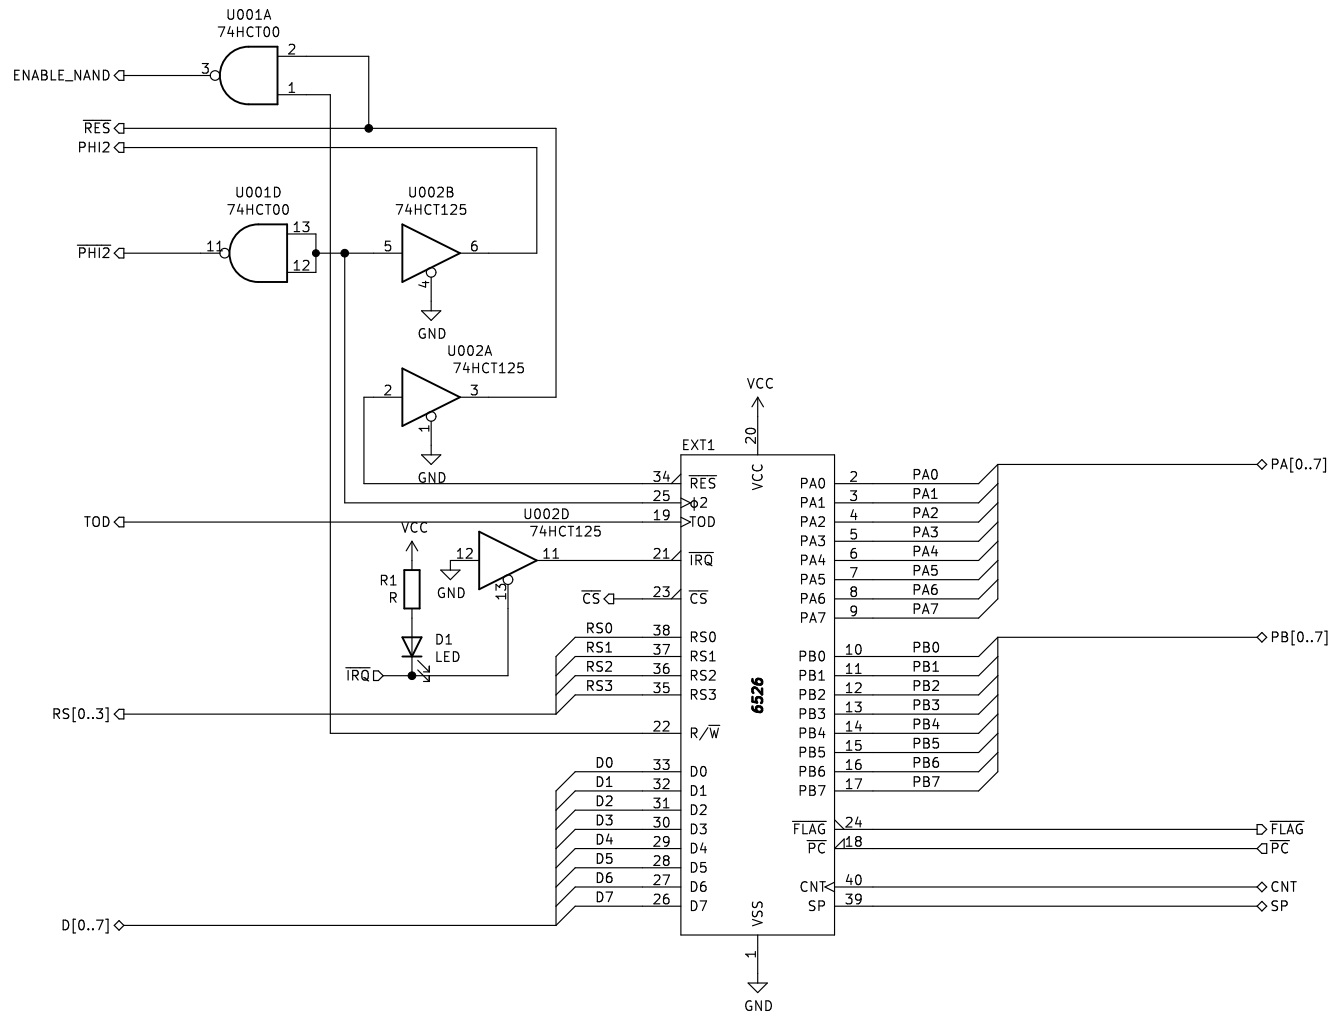 U001A
74HCT00
2
3
ENABLE_NAND
1
RES
PHI2
U001D
74HCT00
U002B
74HCT125
13
PHI2
11
5
6
12
4
GND
U002A
74HCT125
VCC
2
3
1
20
EXT1
GND
VCC
PA[0..7]
34
RES
PA0
2
PA0
25
ϕ2
PA1
3
PA1
TOD
19
TOD
PA2
4
PA2
VCC
U002D
74HCT125
PA3
5
PA3
12
11
21
IRQ
PA4
6
PA4
R1
R
GND
13
PA5
7
PA5
CS
23
CS
PA6
8
PA6
PA7
9
PA7
D1
LED
RS0
38
RS0
PB[0..7]
RS1
37
RS1
PB0
10
PB0
IRQ
RS2
36
RS2
PB1
11
PB1
RS3
35
RS3
6526
PB2
12
PB2
RS[0..3]
PB3
13
PB3
22
R/W
PB4
14
PB4
PB5
15
PB5
D0
33
D0
PB6
16
PB6
D1
32
D1
PB7
17
PB7
D2
31
D2
D3
30
D3
FLAG
24
FLAG
D4
29
D4
PC
18
PC
D5
28
D5
D6
27
D6
CNT
40
CNT
D7
26
D7
VSS
SP
39
SP
D[0..7]
1
GND